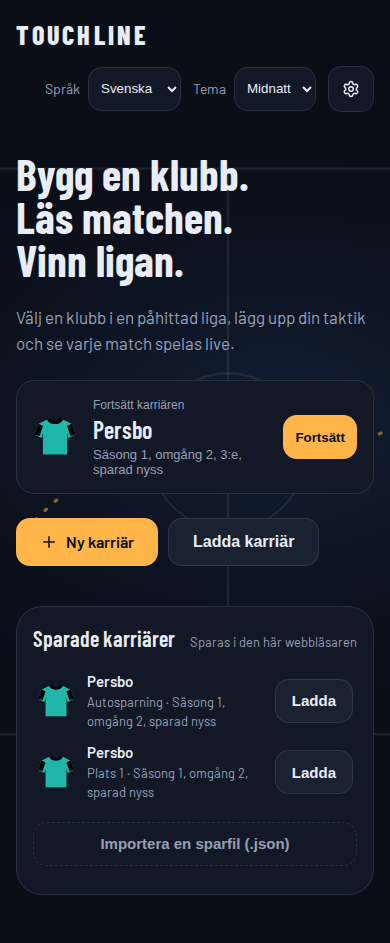 TOUCHLINE
Språk Svenska Tema Midnatt
Bygg en klubb.
Läs matchen.
Vinn ligan.
Välj en klubb i en påhittad liga, lägg upp din taktik
och se varje match spelas live.
Fortsätt karriären
Persbo
Säsong 1, omgång 2, 3:e,
sparad nyss
Fortsätt
+ Ny karriär
Ladda karriär
Sparade karriärer
Sparas i den här webbläsaren
Persbo
Autosparning · Säsong 1,
omgång 2, sparad nyss
Ladda
Persbo
Plats 1 · Säsong 1, omgång 2,
sparad nyss
Ladda
Importera en sparfil (.json)